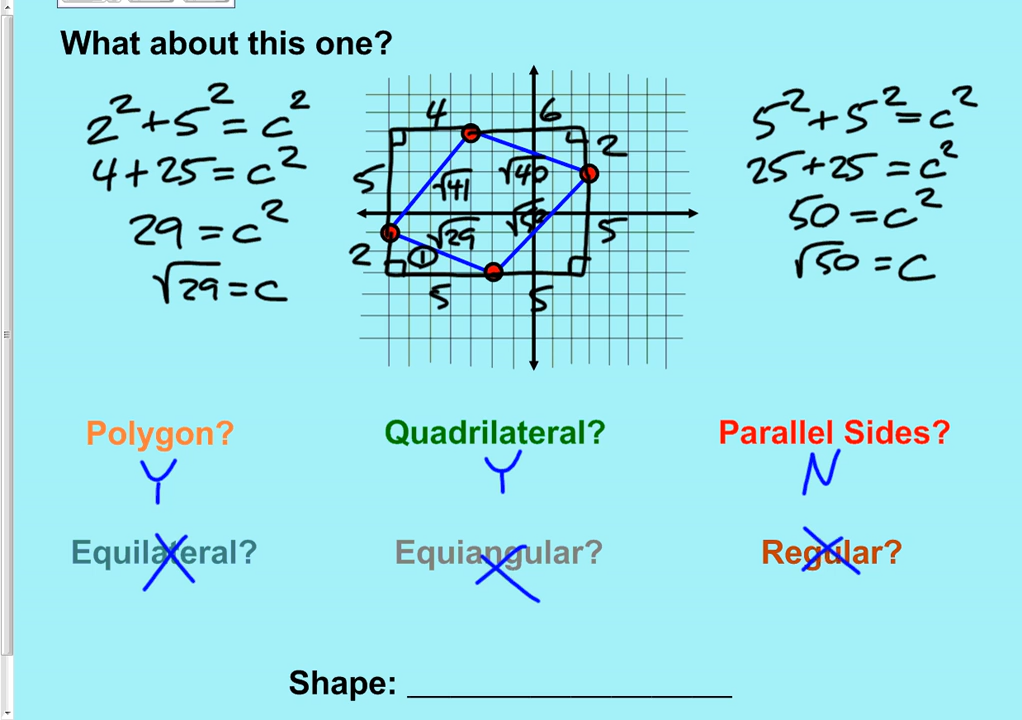 What about this one?
2² + 5² = c²
4 + 25 = c²
29 = c²
√29 = c
4
6
5
2
√41
√40
√29
√50
2
5
①
5
5
5² + 5² = c²
25 + 25 = c²
50 = c²
√50 = c
Polygon?
Y
Quadrilateral?
Y
Parallel Sides?
N
Equilateral?
X
Equiangular?
X
Regular?
X
Shape: ____________________